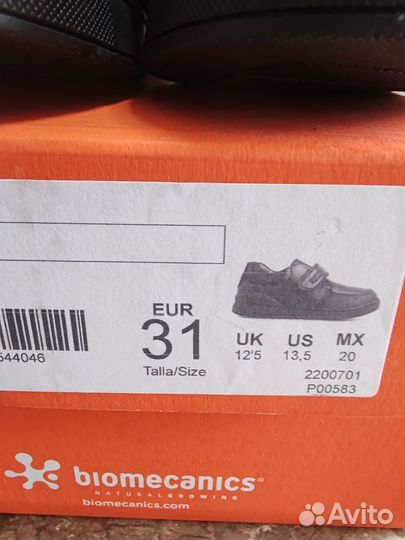 EUR
31
Talla/Size
UK US MX
12'5 13,5 20
544046
2200701
P00583
biomecanics
NATURALGROWING
biomecanics.com
Avito